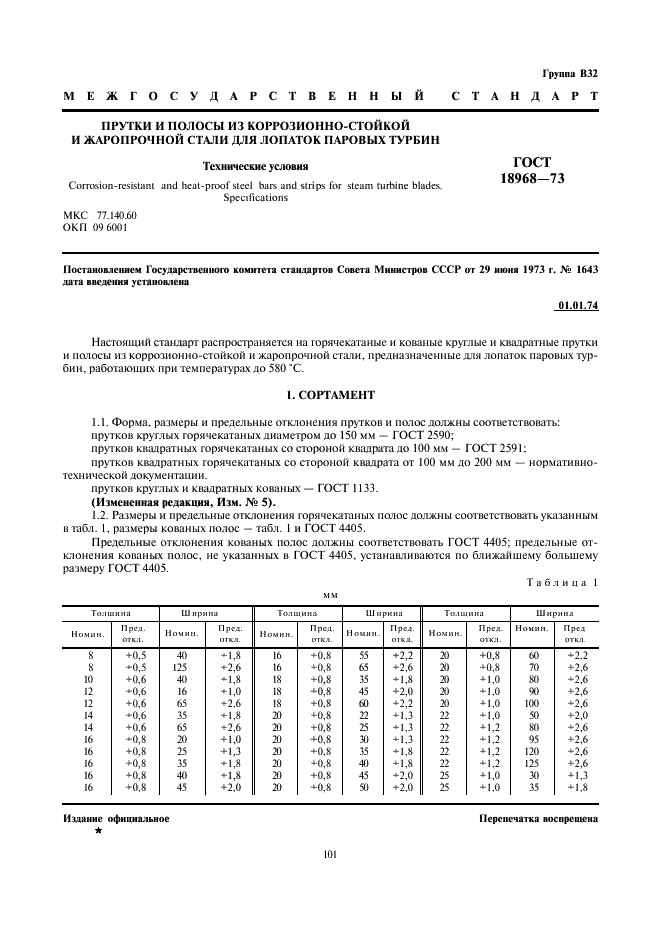 Группа В32
МЕЖГОСУДАРСТВЕННЫЙ СТАНДАРТ
ПРУТКИ И ПОЛОСЫ ИЗ КОРРОЗИОННО-СТОЙКОЙ
И ЖАРОПРОЧНОЙ СТАЛИ ДЛЯ ЛОПАТОК ПАРОВЫХ ТУРБИН
Технические условия
Corrosion-resistant and heat-proof steel bars and strips for steam turbine blades.
Specifications
ГОСТ
18968—73
МКС 77.140.60
ОКП 09 6001
Постановлением Государственного комитета стандартов Совета Министров СССР от 29 июня 1973 г. № 1643
дата введения установлена
01.01.74
Настоящий стандарт распространяется на горячекатаные и кованые круглые и квадратные прутки
и полосы из коррозионно-стойкой и жаропрочной стали, предназначенные для лопаток паровых тур-
бин, работающих при температурах до 580 °С.
1. СОРТАМЕНТ
1.1. Форма, размеры и предельные отклонения прутков и полос должны соответствовать:
прутков круглых горячекатаных диаметром до 150 мм — ГОСТ 2590;
прутков квадратных горячекатаных со стороной квадрата до 100 мм — ГОСТ 2591;
прутков квадратных горячекатаных со стороной квадрата от 100 мм до 200 мм — нормативно-
технической документации.
прутков круглых и квадратных кованых — ГОСТ 1133.
(Измененная редакция, Изм. № 5).
1.2. Размеры и предельные отклонения горячекатаных полос должны соответствовать указанным
в табл. 1, размеры кованых полос — табл. 1 и ГОСТ 4405.
Предельные отклонения кованых полос должны соответствовать ГОСТ 4405; предельные от-
клонения кованых полос, не указанных в ГОСТ 4405, устанавливаются по ближайшему большему
размеру ГОСТ 4405.
Таблица 1
мм
Толщина Ширина Толщина Ширина Толщина Ширина
Номин. Пред. откл. Номин. Пред. откл. Номин. Пред. откл. Номин. Пред. откл. Номин. Пред. откл. Номин. Пред откл.
8 +0,5 40 +1,8 16 +0,8 55 +2,2 20 +0,8 60 +2,2
8 +0,5 125 +2,6 16 +0,8 65 +2,6 20 +0,8 70 +2,6
10 +0,6 40 +1,8 18 +0,8 35 +1,8 20 +1,0 80 +2,6
12 +0,6 16 +1,0 18 +0,8 45 +2,0 20 +1,0 90 +2,6
12 +0,6 65 +2,6 18 +0,8 60 +2,2 20 +1,0 100 +2,6
14 +0,6 35 +1,8 20 +0,8 22 +1,3 22 +1,0 50 +2,0
14 +0,6 65 +2,6 20 +0,8 25 +1,3 22 +1,2 80 +2,6
16 +0,8 20 +1,0 20 +0,8 30 +1,3 22 +1,2 95 +2,6
16 +0,8 25 +1,3 20 +0,8 35 +1,8 22 +1,2 120 +2,6
16 +0,8 35 +1,8 20 +0,8 40 +1,8 22 +1,2 125 +2,6
16 +0,8 40 +1,8 20 +0,8 45 +2,0 25 +1,0 30 +1,3
16 +0,8 45 +2,0 20 +0,8 50 +2,0 25 +1,0 35 +1,8
Издание официальное
Перепечатка воспрещена
★
101